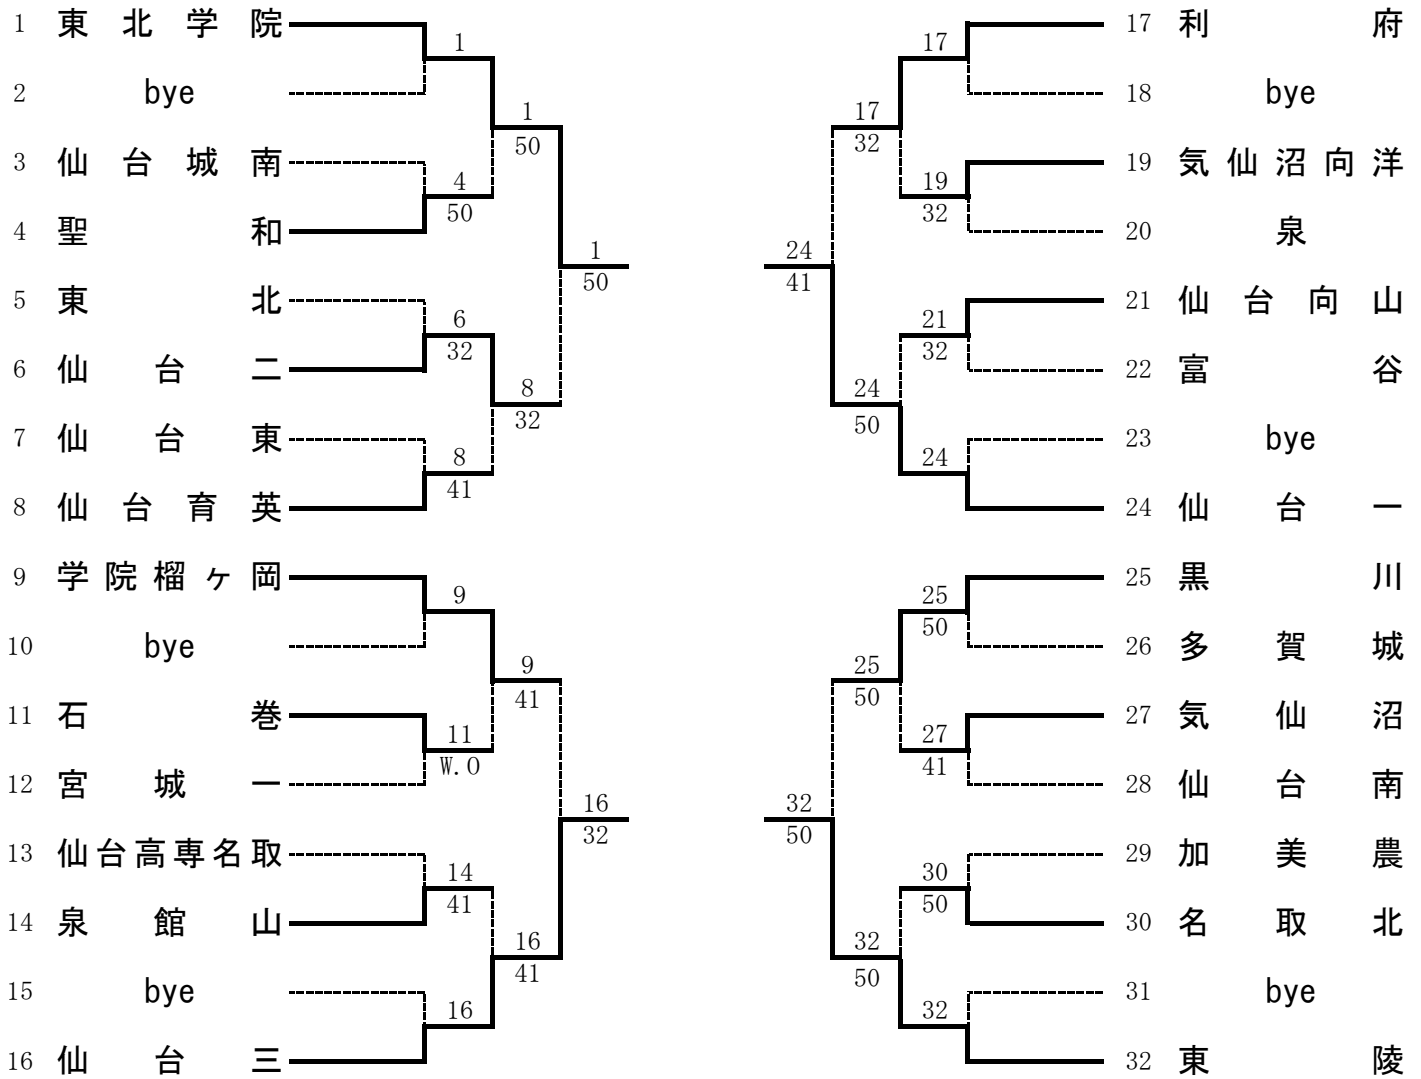 1 東北学院
2 bye
3 仙台城南
4 聖和
5 東北
6 仙台二
7 仙台東
8 仙台育英
9 学院榴ヶ岡
10 bye
11 石巻
12 宮城一
13 仙台高専名取
14 泉館山
15 bye
16 仙台三
1
4
50
6
32
8
41
9
11
W.O
14
41
16
1
50
8
32
9
41
16
41
1
50
16
32
24
41
32
50
17
32
24
50
25
50
32
50
17
19
32
21
32
24
25
50
27
41
30
50
32
17 利府
18 bye
19 気仙沼向洋
20 泉
21 仙台向山
22 富谷
23 bye
24 仙台一
25 黒川
26 多賀城
27 気仙沼
28 仙台南
29 加美農
30 名取北
31 bye
32 東陵